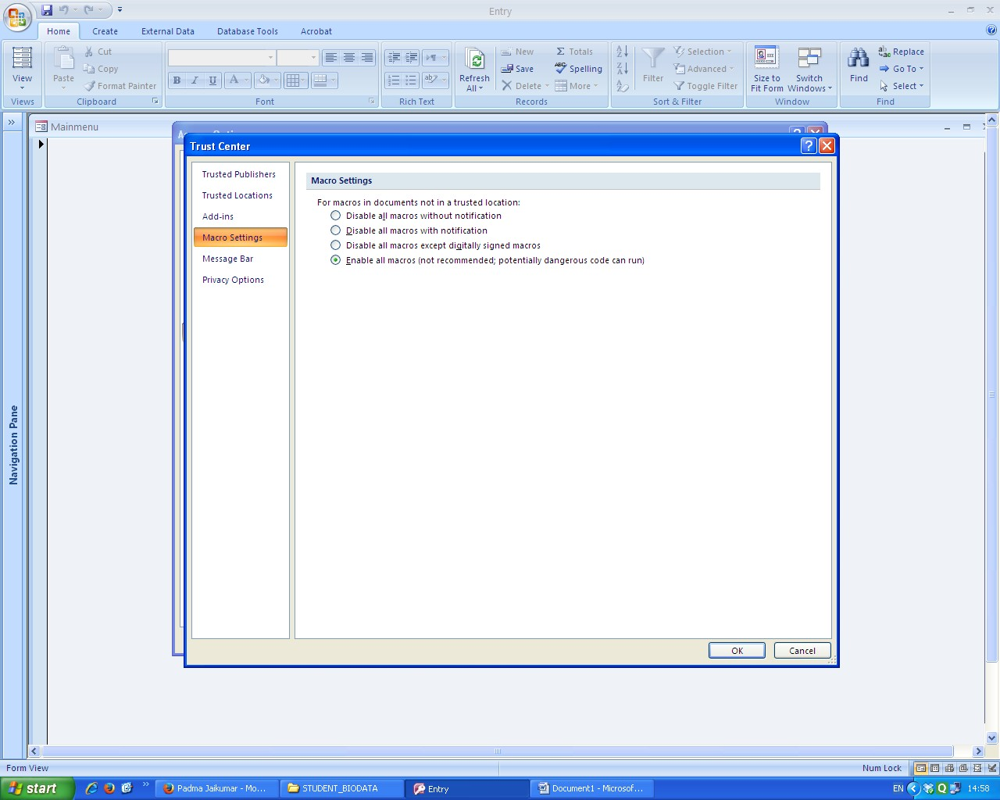 Entry
Home Create External Data Database Tools Acrobat
View
Views
Paste
Cut
Copy
Format Painter
Clipboard
B I U A
Font
Rich Text
Refresh
All
New
Save
Delete
Σ Totals
Spelling
More
Records
Filter
Selection
Advanced
Toggle Filter
Sort & Filter
Size to
Fit Form
Switch
Windows
Window
Find
Replace
Go To
Select
Find
Mainmenu
Trust Center
Trusted Publishers
Trusted Locations
Add-ins
Macro Settings
Message Bar
Privacy Options
Macro Settings
For macros in documents not in a trusted location:
Disable all macros without notification
Disable all macros with notification
Disable all macros except digitally signed macros
Enable all macros (not recommended; potentially dangerous code can run)
OK Cancel
Navigation Pane
Form View
Num Lock
start
Padma Jaikumar - Mo...
STUDENT_BIODATA
Entry
Document1 - Microsof...
EN
14:58